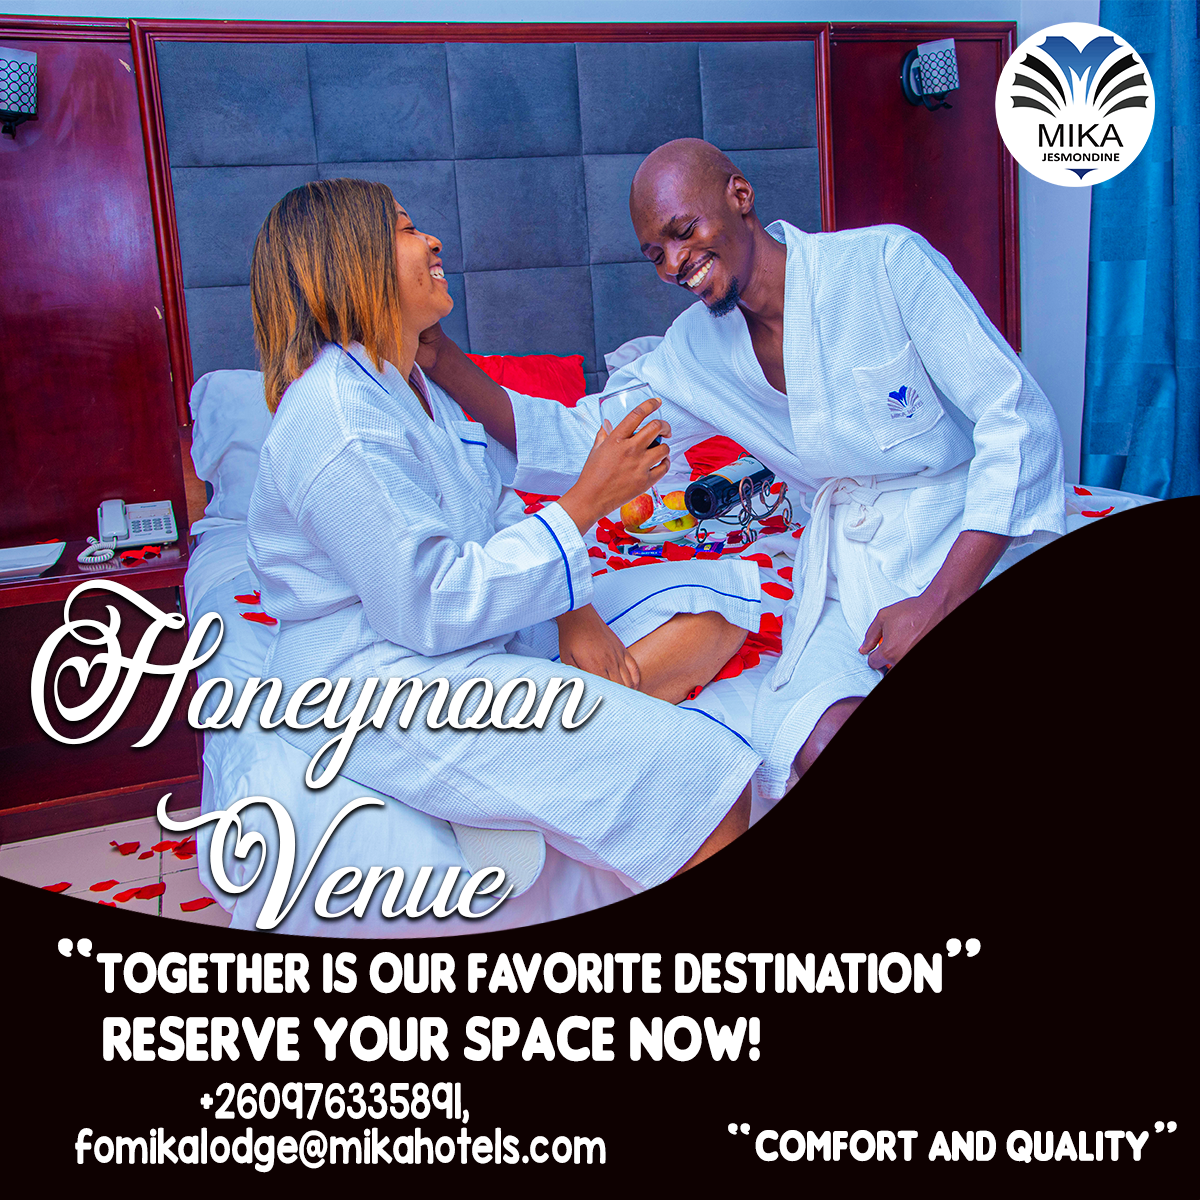 MIKA
JESMONDINE
Honeymoon
Venue
“TOGETHER IS OUR FAVORITE DESTINATION”
RESERVE YOUR SPACE NOW!
+260976335891,
fomikalodge@mikahotels.com
“COMFORT AND QUALITY”